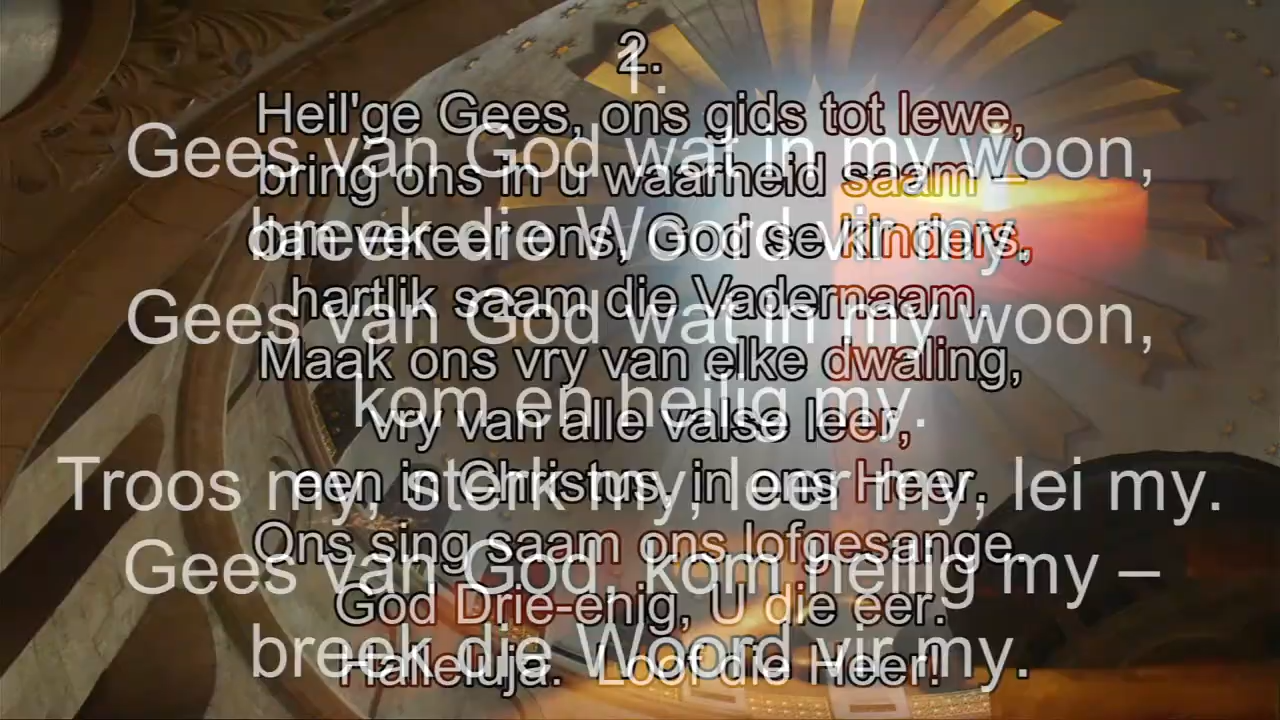 2.
Heil'ge Gees, ons gids tot lewe,
bring ons in u waarheid saam –
dan vereer ons, God se kinders,
hartlik saam die Vadernaam.
Maak ons vry van elke dwaling,
vry van alle valse leer,
een in Christus, in ons Heer.
Ons sing saam ons lofgesange
God Drie-enig, U die eer.
Halleluja. Loof die Heer!
1.
Gees van God wat in my woon,
breek die Woord vir my.
Gees van God wat in my woon,
kom en heilig my.
Troos my, sterk my, leer my, lei my.
Gees van God, kom heilig my –
breek die Woord vir my.